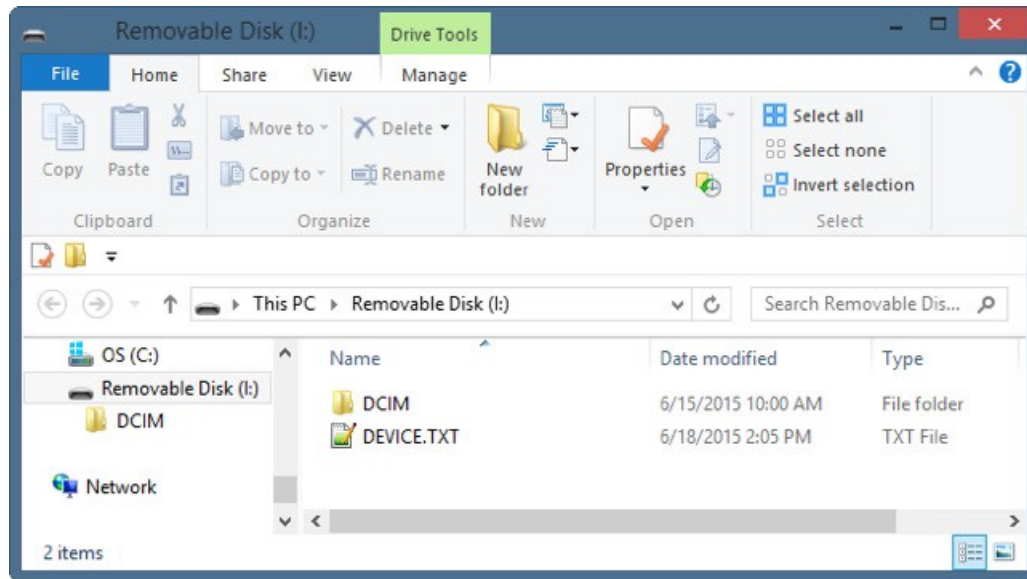 Removable Disk (I:)
Drive Tools
File Home Share View Manage
Copy
Paste
Move to
Copy to
Delete
Rename
New
folder
Properties
Select all
Select none
Invert selection
Clipboard Organize New Open Select
This PC Removable Disk (I:)
Search Removable Dis...
OS (C:)
Removable Disk (I:)
DCIM
Network
Name Date modified Type
DCIM 6/15/2015 10:00 AM File folder
DEVICE.TXT 6/18/2015 2:05 PM TXT File
2 items